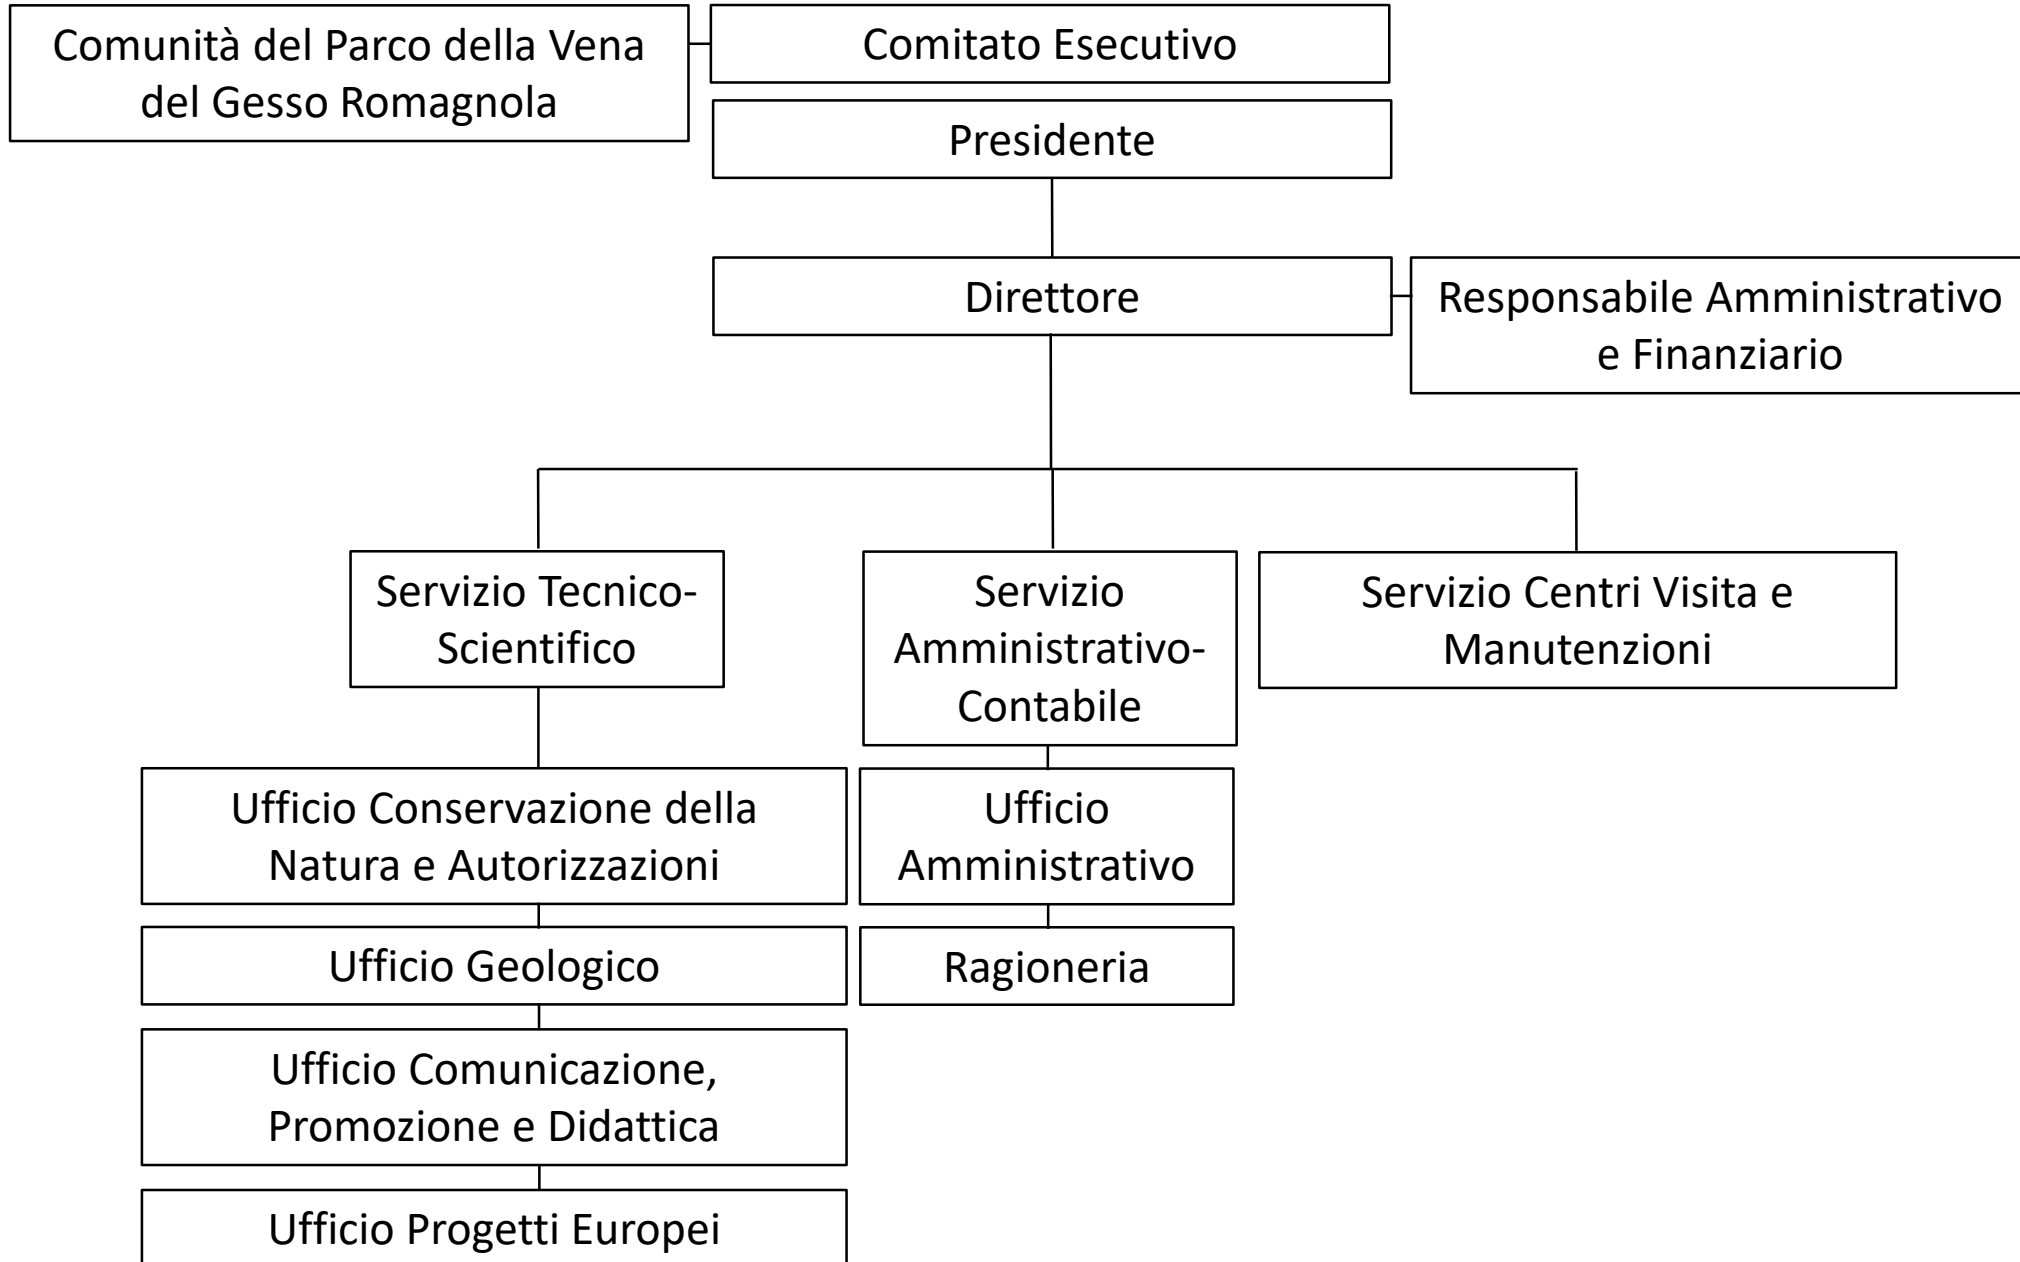 Comunità del Parco della Vena
del Gesso Romagnola
Comitato Esecutivo
Presidente
Direttore
Responsabile Amministrativo
e Finanziario
Servizio Tecnico-
Scientifico
Servizio
Amministrativo-
Contabile
Servizio Centri Visita e
Manutenzioni
Ufficio Conservazione della
Natura e Autorizzazioni
Ufficio
Amministrativo
Ufficio Geologico
Ragioneria
Ufficio Comunicazione,
Promozione e Didattica
Ufficio Progetti Europei